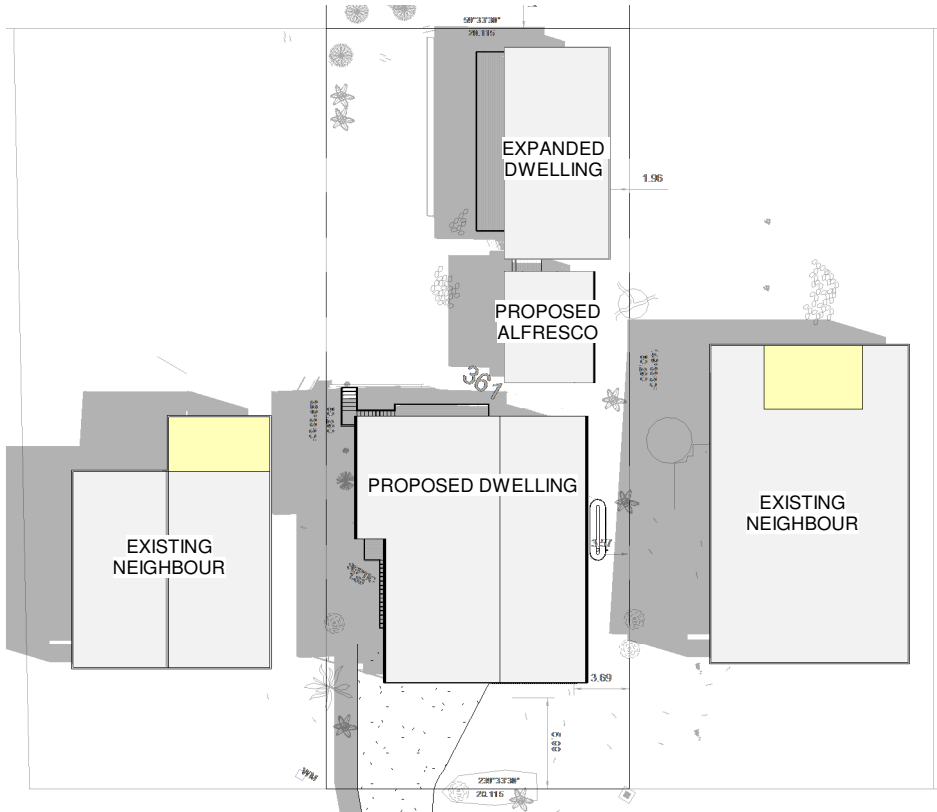 59°33'30"
20.115
EXPANDED
DWELLING
1.96
PROPOSED
ALFRESCO
361
PROPOSED DWELLING
EXISTING
NEIGHBOUR
EXISTING
NEIGHBOUR
3.69
WM
239°33'30"
20.115